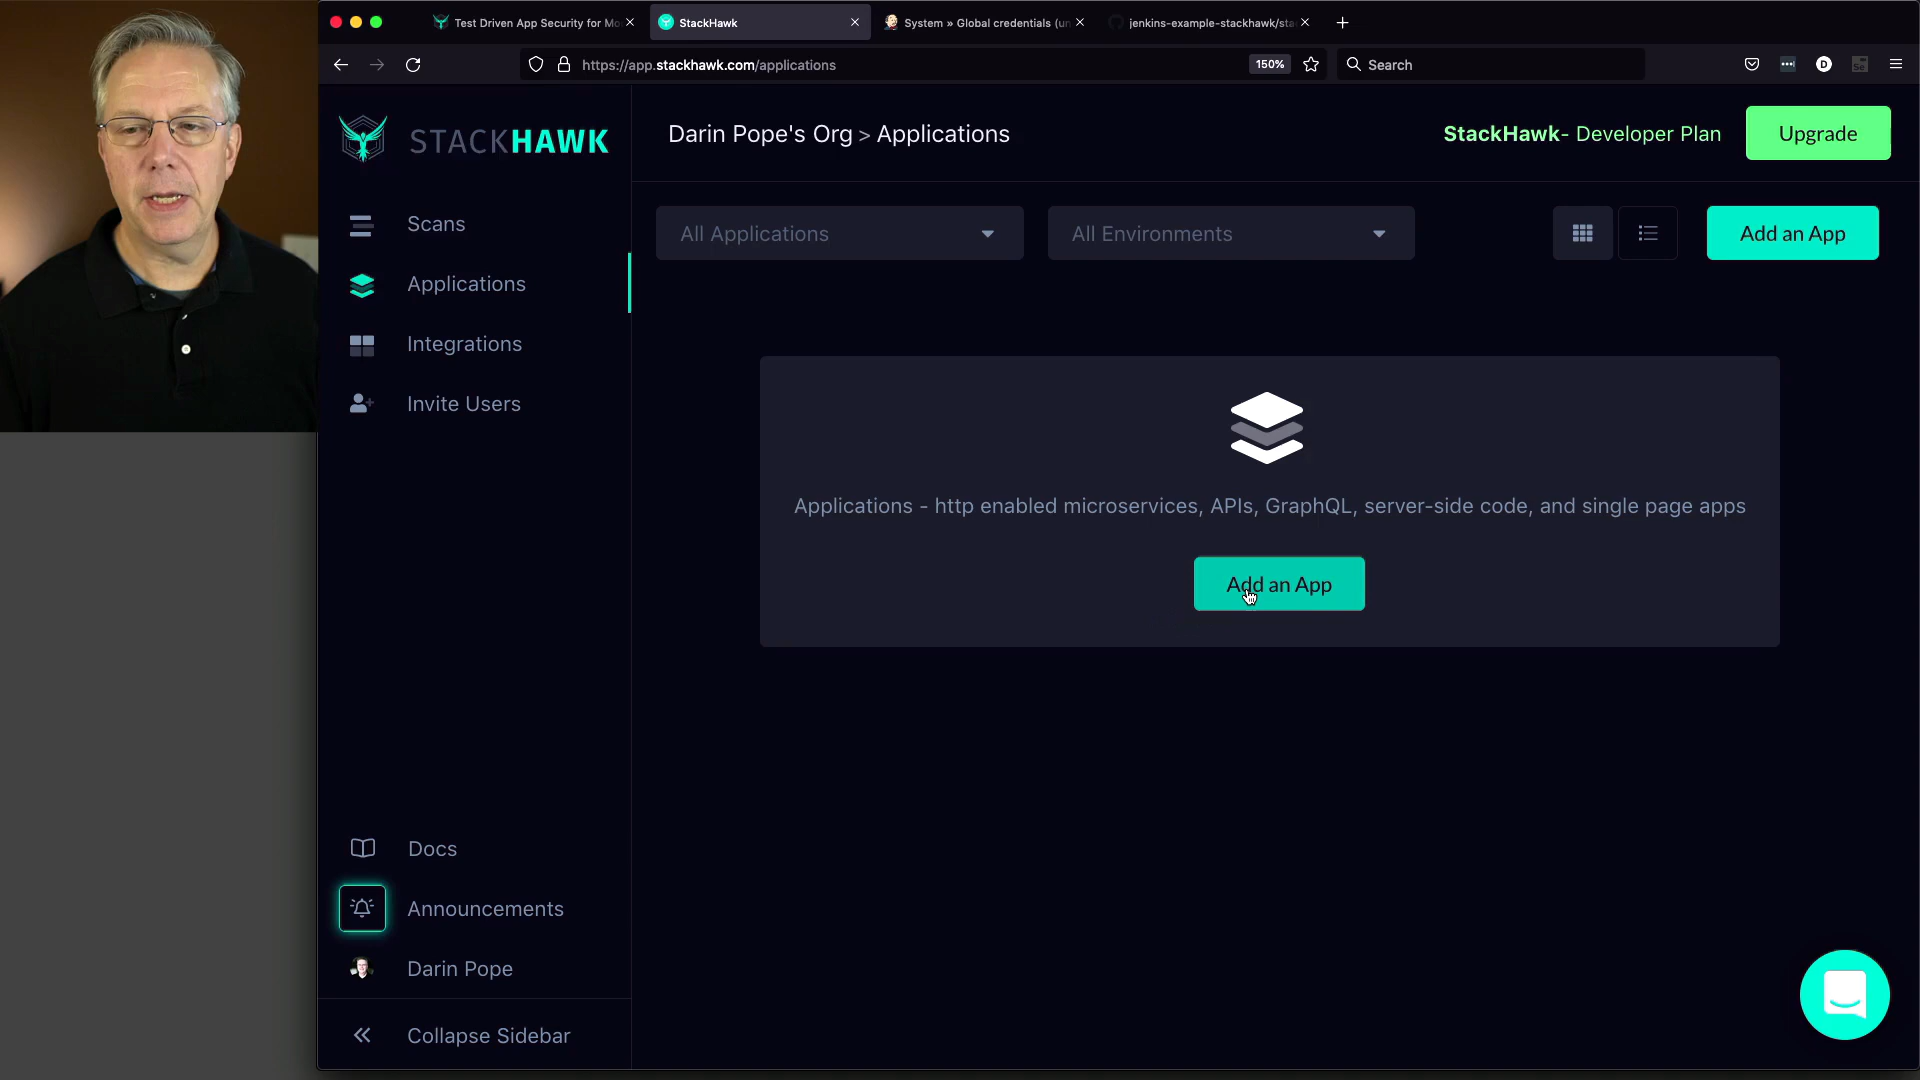 Test Driven App Security for Mo
StackHawk
System » Global credentials (un
jenkins-example-stackhawk/sta
https://app.stackhawk.com/applications
150%
Search
STACKHAWK
Darin Pope's Org > Applications
StackHawk- Developer Plan
Upgrade
Scans
Applications
Integrations
Invite Users
All Applications
All Environments
Add an App
Applications - http enabled microservices, APIs, GraphQL, server-side code, and single page apps
Add an App
Docs
Announcements
Darin Pope
Collapse Sidebar